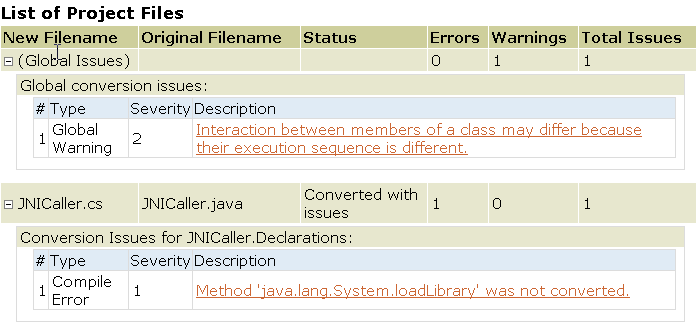 List of Project Files
New Filename Original Filename Status Errors Warnings Total Issues
(Global Issues) 0 1 1
Global conversion issues:
# Type Severity Description
1 Global Warning 2 Interaction between members of a class may differ because
their execution sequence is different.
JNICaller.cs JNICaller.java Converted with issues 1 0 1
Conversion Issues for JNICaller.Declarations:
# Type Severity Description
1 Compile Error 1 Method 'java.lang.System.loadLibrary' was not converted.